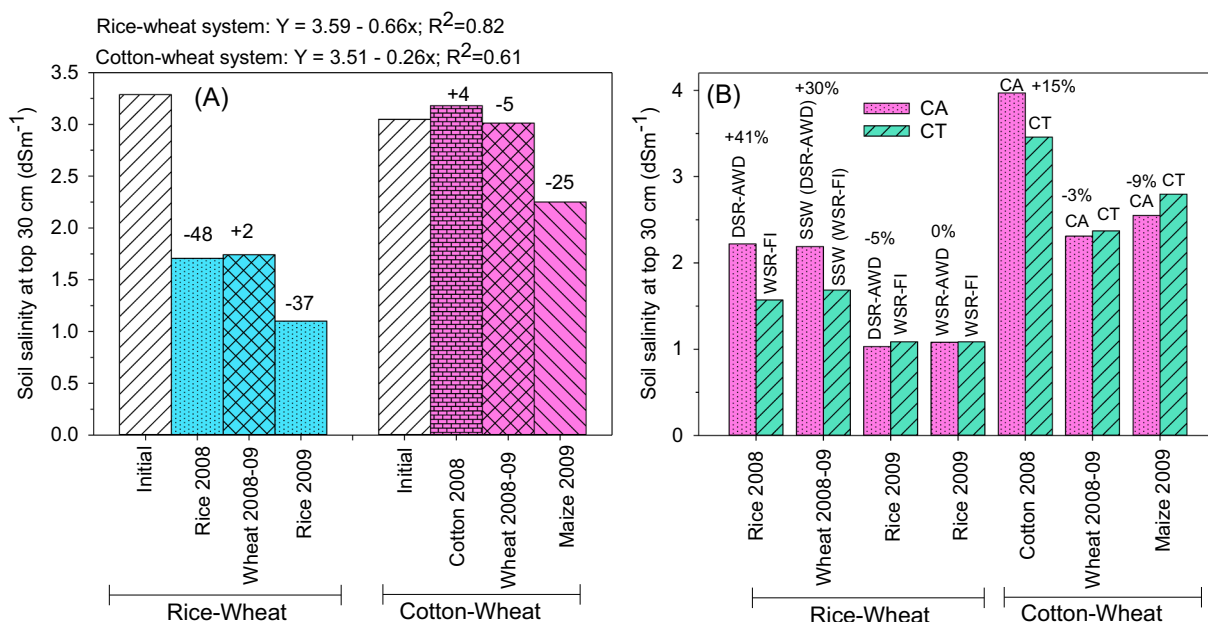 Rice-wheat system: Y = 3.59 - 0.66x; R²=0.82
Cotton-wheat system: Y = 3.51 - 0.26x; R²=0.61
Soil salinity at top 30 cm (dSm⁻¹)
3.5
3.0
2.5
2.0
1.5
1.0
0.5
0.0
(A)
-48
+2
-37
+4
-5
-25
Initial
Rice 2008
Wheat 2008-09
Rice 2009
Initial
Cotton 2008
Wheat 2008-09
Maize 2009
Rice-Wheat
Cotton-Wheat
Soil salinity at top 30 cm (dSm⁻¹)
4
3
2
1
0
(B)
CA
CT
+41%
DSR-AWD
WSR-FI
+30%
SSW (DSR-AWD)
SSW (WSR-FI)
-5%
DSR-AWD
WSR-FI
0%
WSR-AWD
WSR-FI
CA +15%
CT
-3%
CA CT
-9% CT
CA
Rice 2008
Wheat 2008-09
Rice 2009
Rice 2009
Cotton 2008
Wheat 2008-09
Maize 2009
Rice-Wheat
Cotton-Wheat